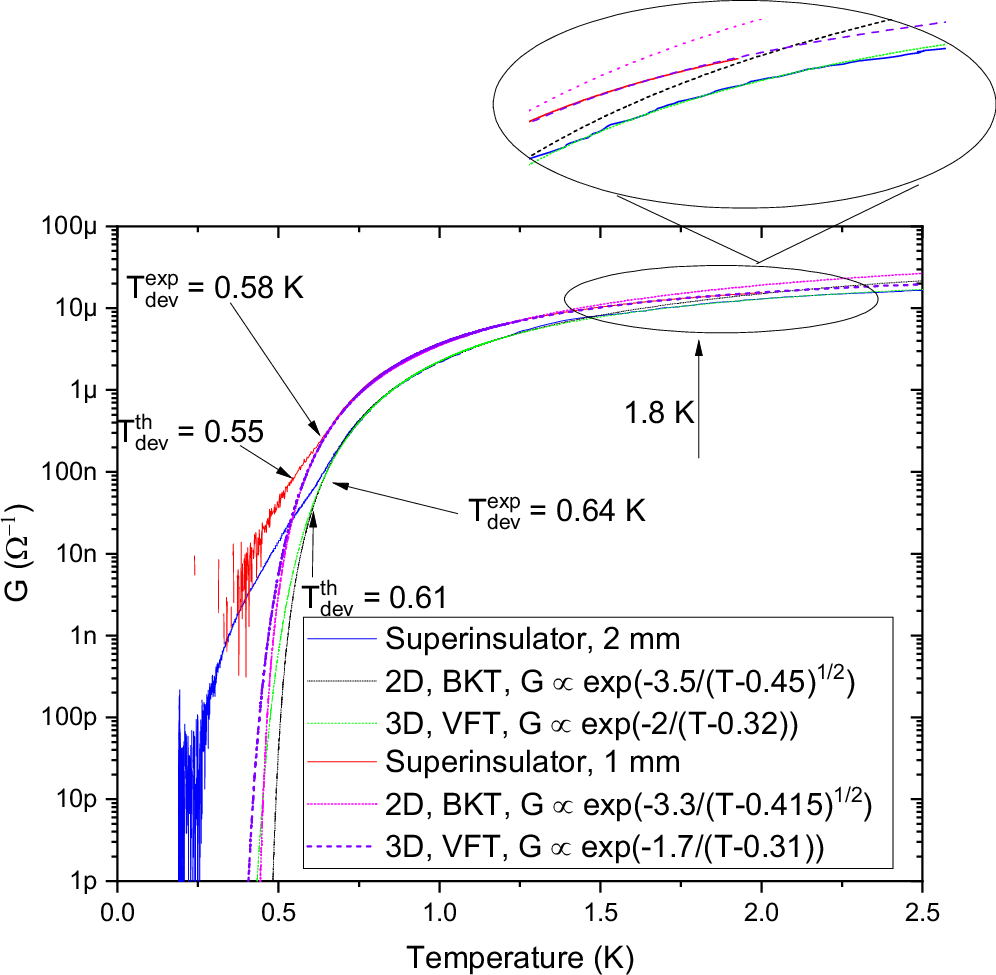 100μ
T^exp_dev = 0.58 K
10μ
1μ
1.8 K
T^th_dev = 0.55
100n
T^exp_dev = 0.64 K
G (Ω⁻¹)
10n
T^th_dev = 0.61
1n
Superinsulator, 2 mm
2D, BKT, G ∝ exp(-3.5/(T-0.45)^1/2)
100p
3D, VFT, G ∝ exp(-2/(T-0.32))
Superinsulator, 1 mm
10p
2D, BKT, G ∝ exp(-3.3/(T-0.415)^1/2)
3D, VFT, G ∝ exp(-1.7/(T-0.31))
1p
0.0 0.5 1.0 1.5 2.0 2.5
Temperature (K)